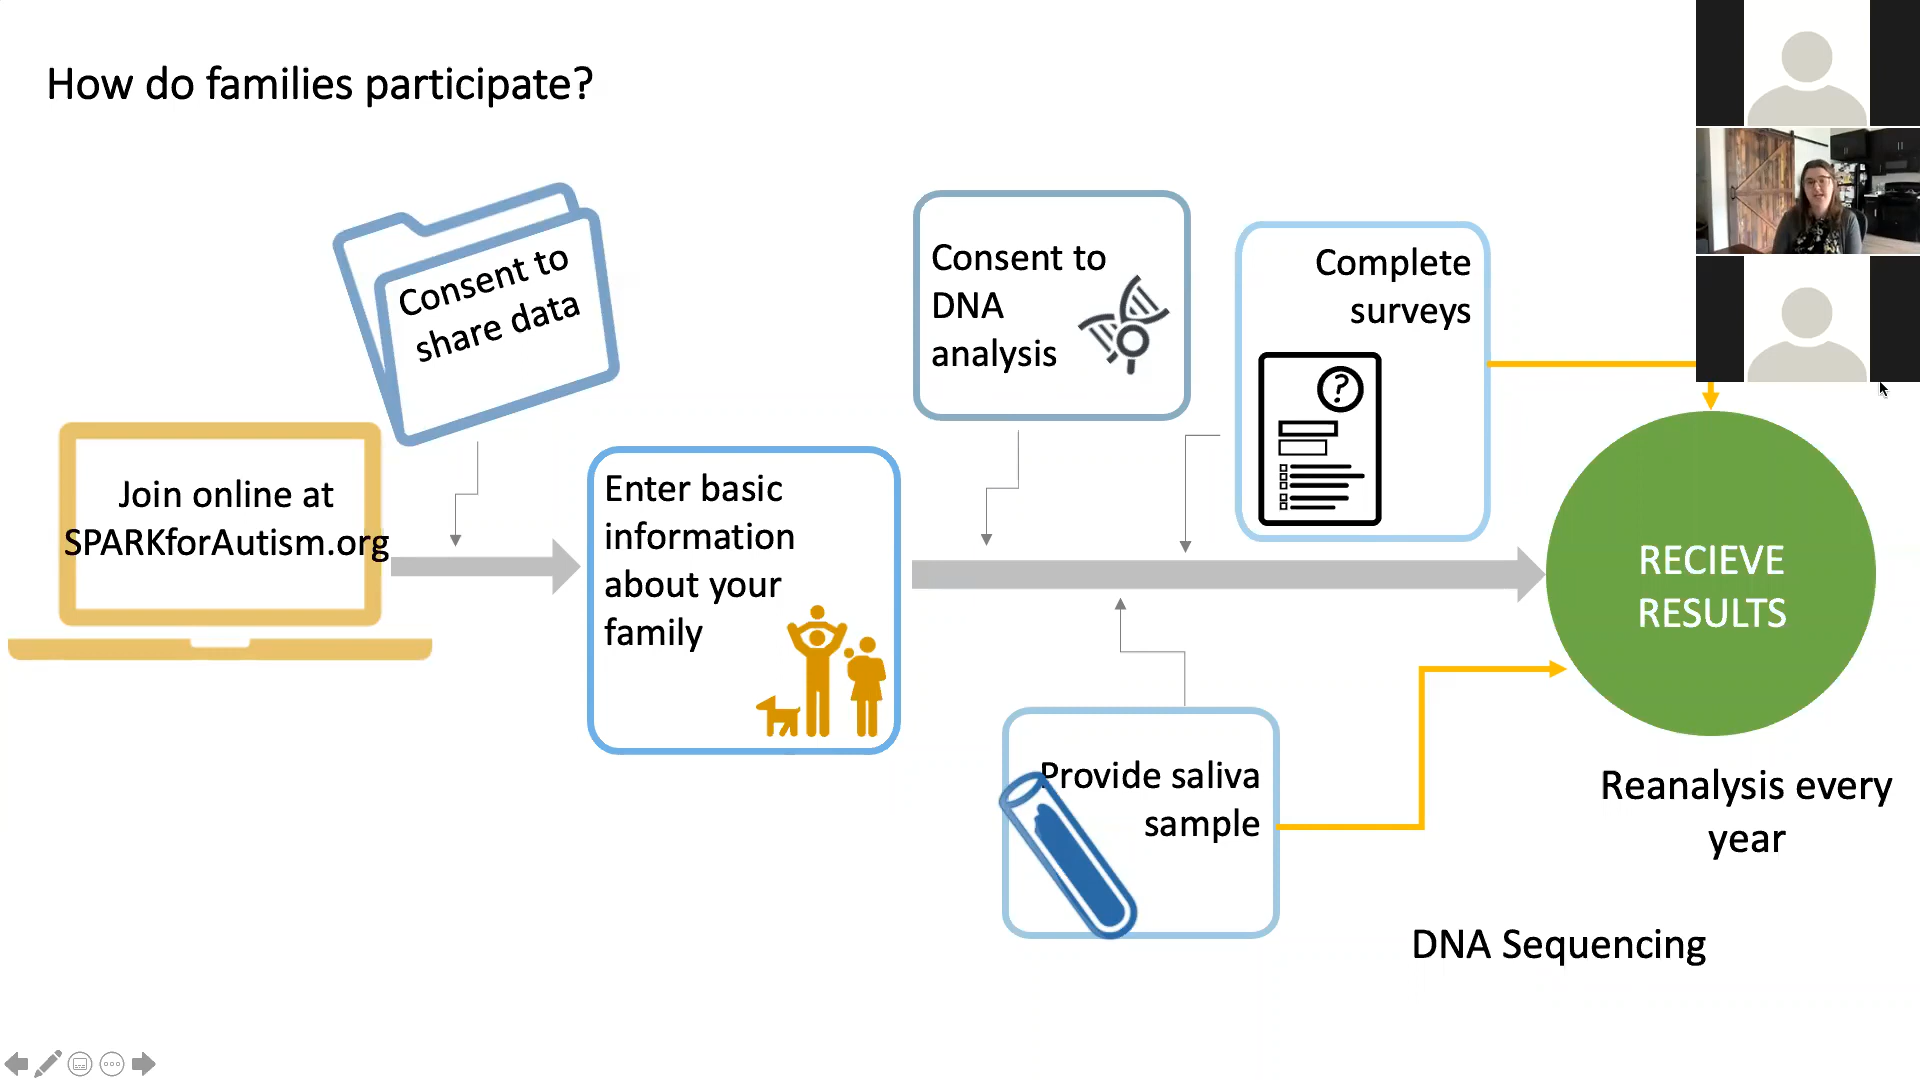 How do families participate?
Consent to
share data
Join online at
SPARKforAutism.org
Enter basic
information
about your
family
Consent to
DNA
analysis
Complete
surveys
?
Provide saliva
sample
RECIEVE
RESULTS
Reanalysis every
year
DNA Sequencing